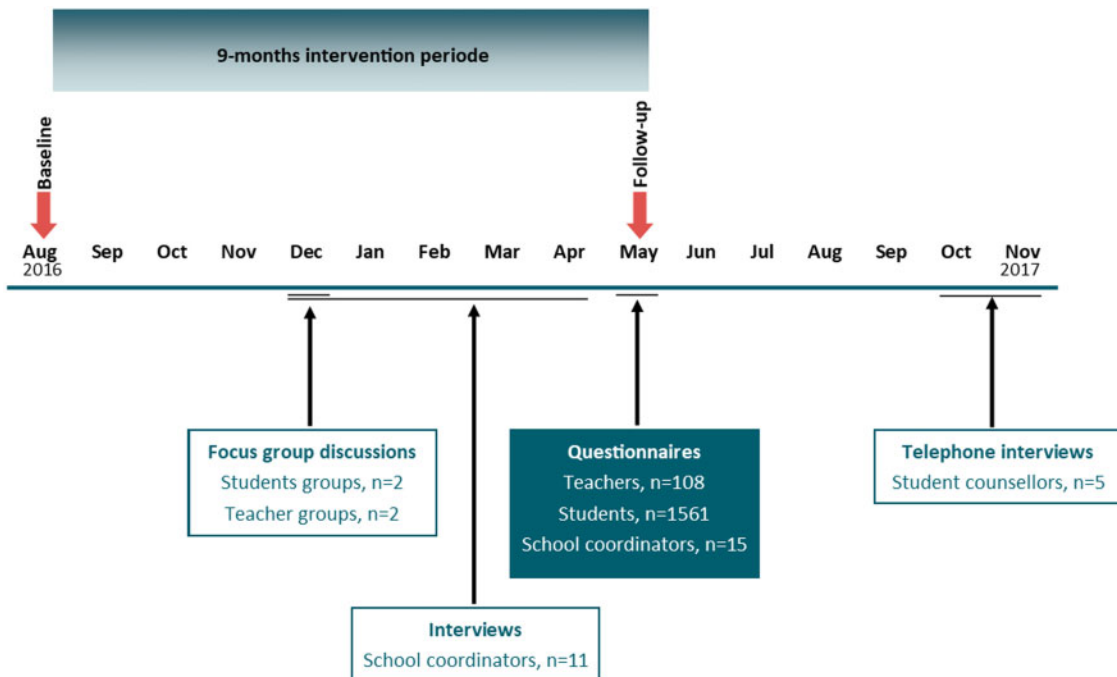 9-months intervention periode
Baseline
Follow-up
Aug Sep Oct Nov Dec Jan Feb Mar Apr May Jun Jul Aug Sep Oct Nov
2016 2017
Focus group discussions
Students groups, n=2
Teacher groups, n=2
Questionnaires
Teachers, n=108
Students, n=1561
School coordinators, n=15
Telephone interviews
Student counsellors, n=5
Interviews
School coordinators, n=11